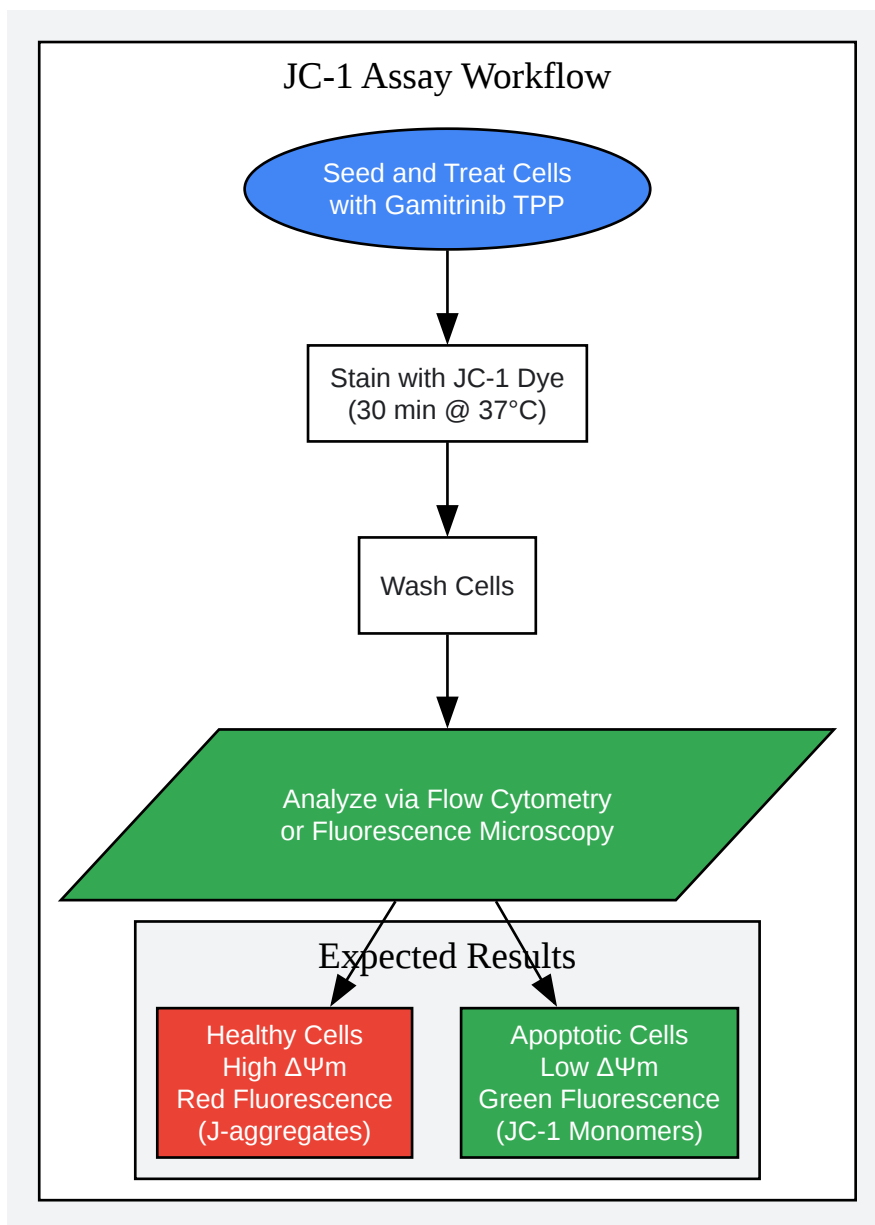 JC-1 Assay Workflow
Seed and Treat Cells
with Gamitrinib TPP
Stain with JC-1 Dye
(30 min @ 37°C)
Wash Cells
Analyze via Flow Cytometry
or Fluorescence Microscopy
Expected Results
Healthy Cells
High ΔΨm
Red Fluorescence
(J-aggregates)
Apoptotic Cells
Low ΔΨm
Green Fluorescence
(JC-1 Monomers)